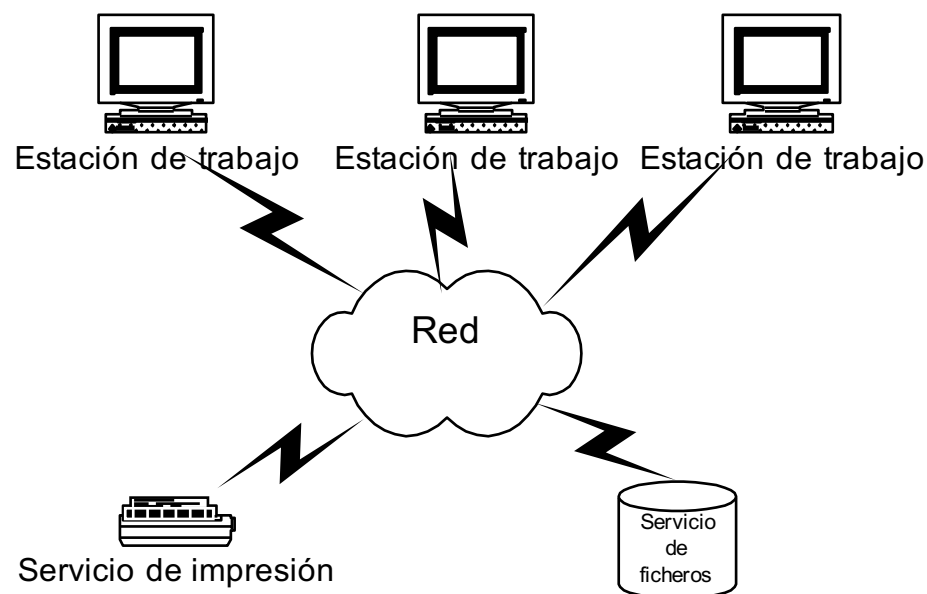 Estación de trabajo
Estación de trabajo
Estación de trabajo
Red
Servicio de impresión
Servicio
de
ficheros